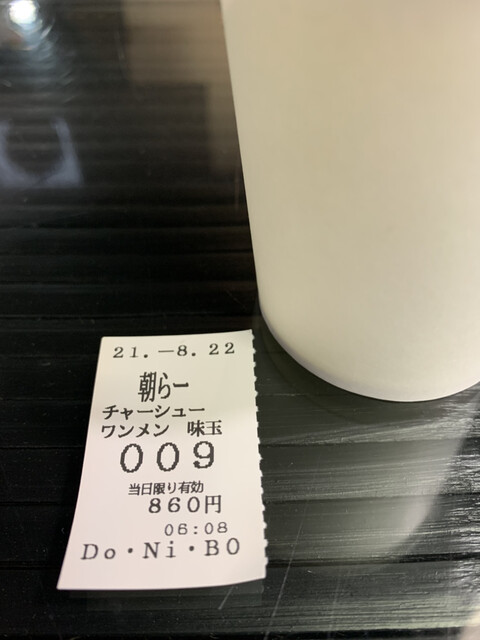 21.-8.22
朝らー
チャーシュー
ワンメン 味玉
009
当日限り有効
860円
06:08
Do・Ni・BO